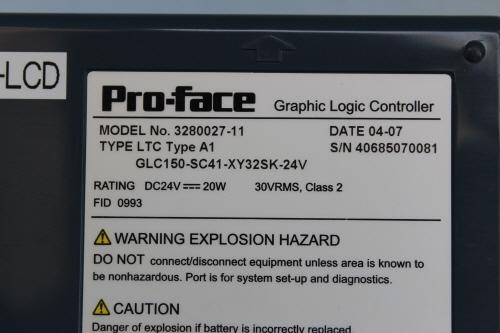 -LCD
Pro-face Graphic Logic Controller
MODEL No. 3280027-11 DATE 04-07
TYPE LTC Type A1 S/N 40685070081
GLC150-SC41-XY32SK-24V
RATING DC24V⎓20W 30VRMS, Class 2
FID 0993
⚠ WARNING EXPLOSION HAZARD
DO NOT connect/disconnect equipment unless area is known to
be nonhazardous. Port is for system set-up and diagnostics.
⚠ CAUTION
Danger of explosion if battery is incorrectly replaced.